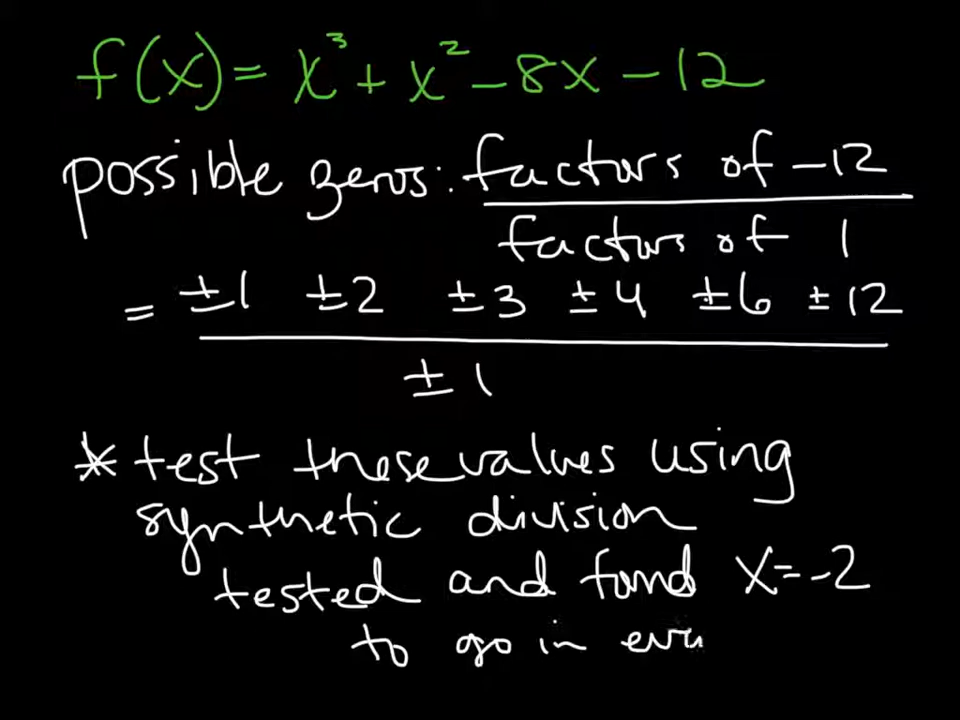 f(x) = x³ + x² - 8x - 12
possible zeros: factors of -12
factors of 1
= ±1 ±2 ±3 ±4 ±6 ±12
±1
* test these values using
synthetic division
tested and found x=-2
to go in